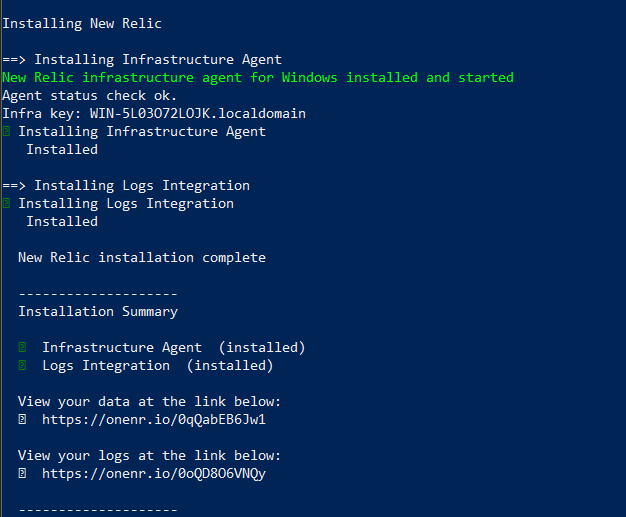 Installing New Relic
==> Installing Infrastructure Agent
New Relic infrastructure agent for Windows installed and started
Agent status check ok.
Infra key: WIN-5L03O72LOJK.localdomain
Installing Infrastructure Agent
Installed
==> Installing Logs Integration
Installing Logs Integration
Installed
New Relic installation complete
--------------------
Installation Summary
Infrastructure Agent  (installed)
Logs Integration  (installed)
View your data at the link below:
https://onenr.io/0qQabEB6Jw1
View your logs at the link below:
https://onenr.io/0oQD8O6VNQy
--------------------